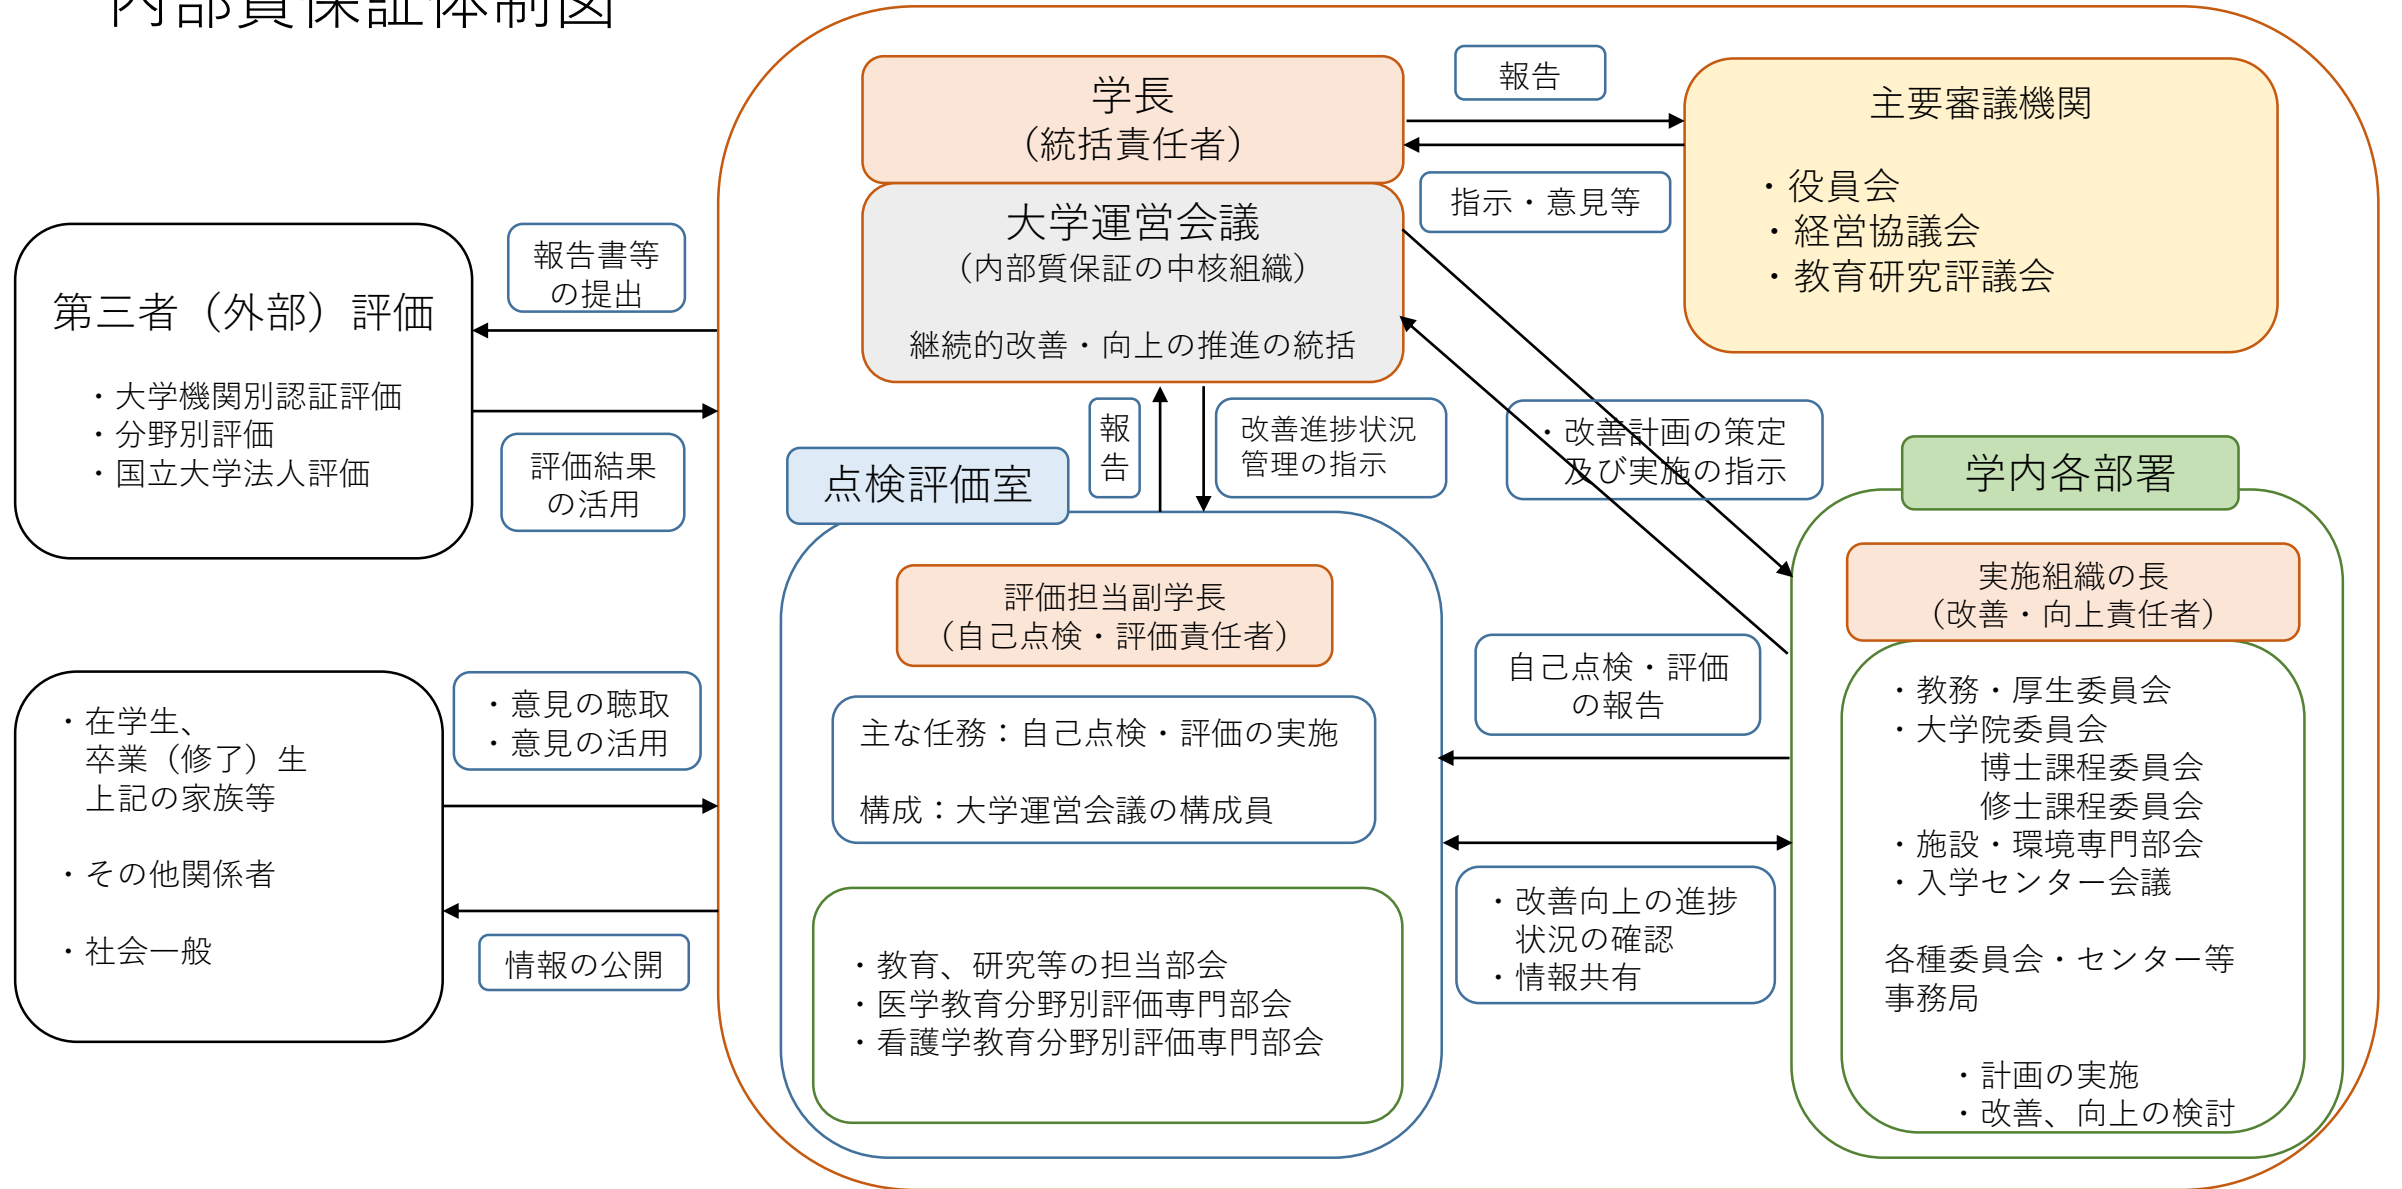 内部質保証体制図
学長
（統括責任者）
報告
主要審議機関
・役員会
・経営協議会
・教育研究評議会
指示・意見等
大学運営会議
（内部質保証の中核組織）
継続的改善・向上の推進の統括
報告書等
の提出
第三者（外部）評価
・大学機関別認証評価
・分野別評価
・国立大学法人評価
評価結果
の活用
報
告
改善進捗状況
管理の指示
・改善計画の策定
及び実施の指示
点検評価室
学内各部署
評価担当副学長
（自己点検・評価責任者）
実施組織の長
（改善・向上責任者）
主な任務：自己点検・評価の実施
構成：大学運営会議の構成員
自己点検・評価
の報告
・在学生、
卒業（修了）生
上記の家族等
・その他関係者
・社会一般
・意見の聴取
・意見の活用
情報の公開
・教育、研究等の担当部会
・医学教育分野別評価専門部会
・看護学教育分野別評価専門部会
・改善向上の進捗
状況の確認
・情報共有
・教務・厚生委員会
・大学院委員会
博士課程委員会
修士課程委員会
・施設・環境専門部会
・入学センター会議
各種委員会・センター等
事務局
・計画の実施
・改善、向上の検討